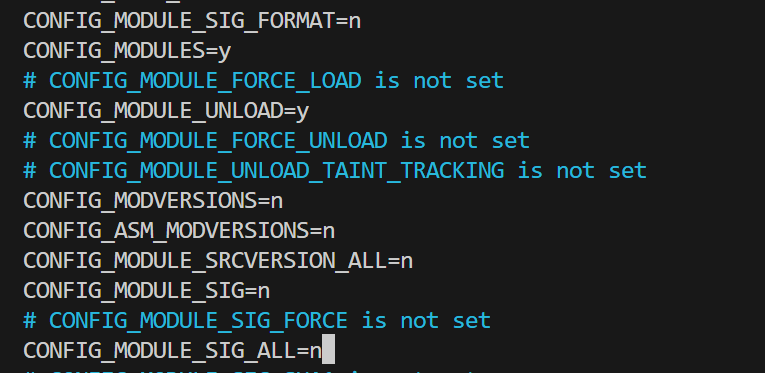 CONFIG_MODULE_SIG_FORMAT=n
CONFIG_MODULES=y
# CONFIG_MODULE_FORCE_LOAD is not set
CONFIG_MODULE_UNLOAD=y
# CONFIG_MODULE_FORCE_UNLOAD is not set
# CONFIG_MODULE_UNLOAD_TAINT_TRACKING is not set
CONFIG_MODVERSIONS=n
CONFIG_ASM_MODVERSIONS=n
CONFIG_MODULE_SRCVERSION_ALL=n
CONFIG_MODULE_SIG=n
# CONFIG_MODULE_SIG_FORCE is not set
CONFIG_MODULE_SIG_ALL=n